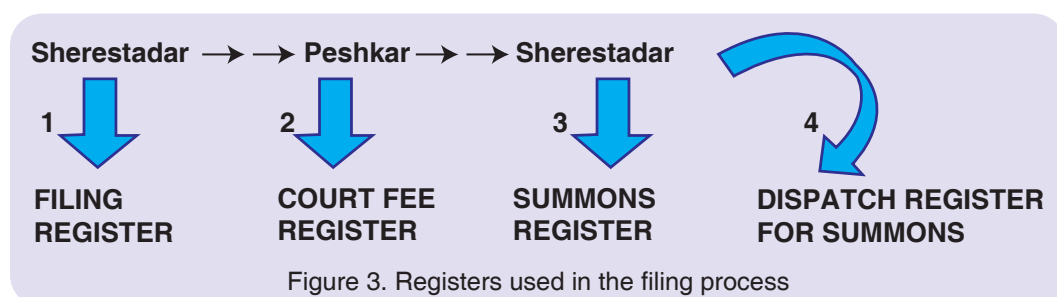 Sherestadar →→ Peshkar →→ Sherestadar
1 2 3 4
FILING COURT FEE SUMMONS DISPATCH REGISTER
REGISTER REGISTER REGISTER FOR SUMMONS
Figure 3. Registers used in the filing process